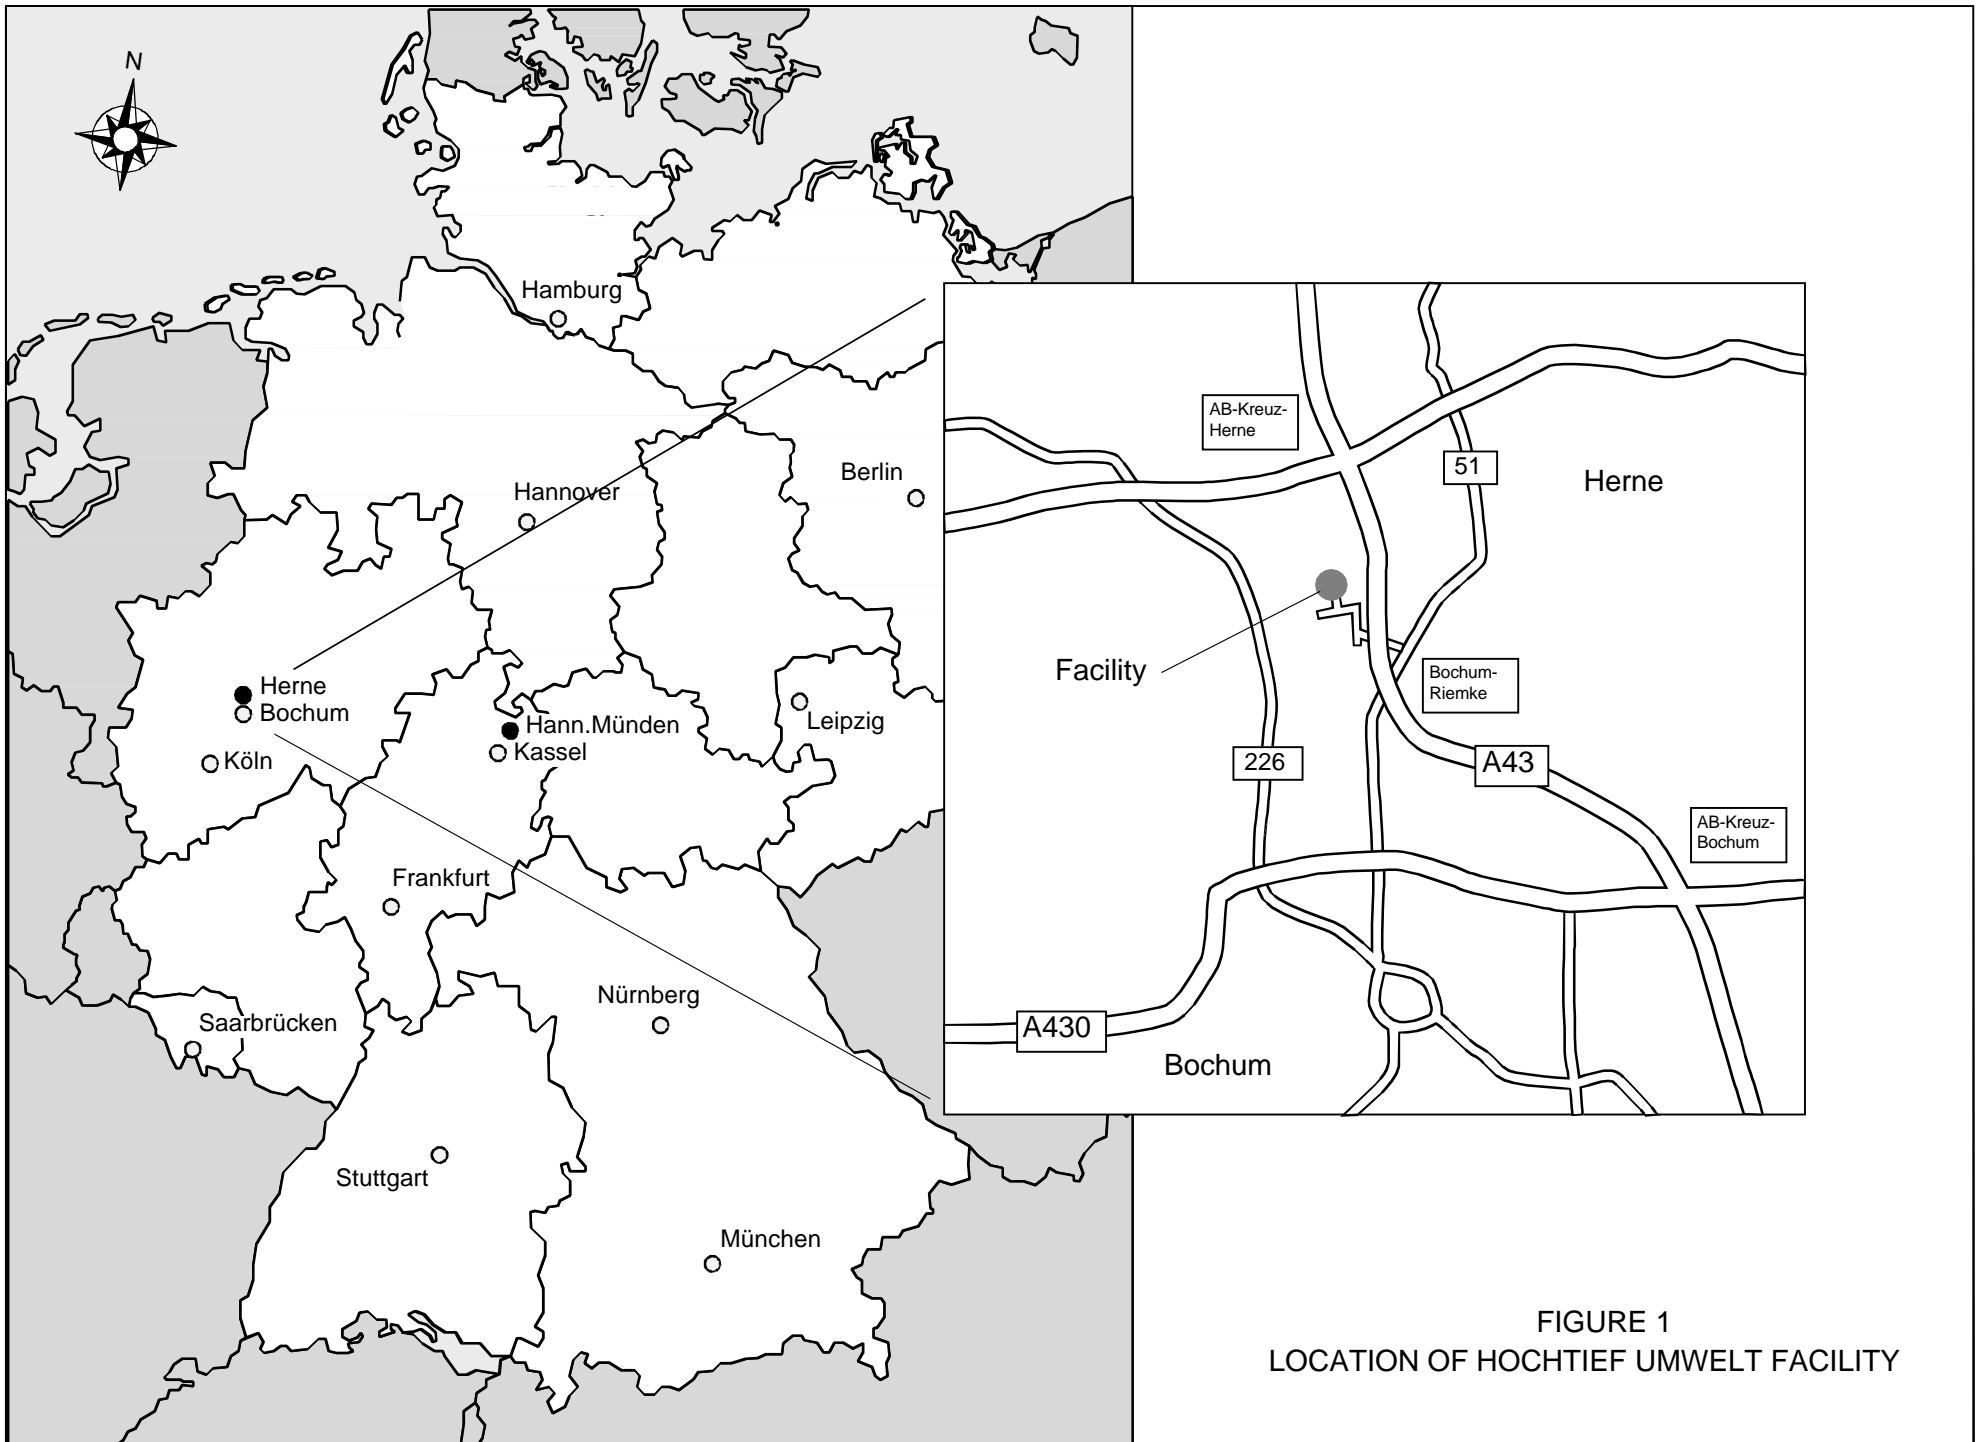 N
Hamburg
Hannover
Berlin
Herne
Bochum
Köln
Hann.Münden
Kassel
Leipzig
Frankfurt
Nürnberg
Saarbrücken
Stuttgart
München
AB-Kreuz-
Herne
51
Herne
Facility
Bochum-
Riemke
226
A43
AB-Kreuz-
Bochum
A430
Bochum
FIGURE 1
LOCATION OF HOCHTIEF UMWELT FACILITY